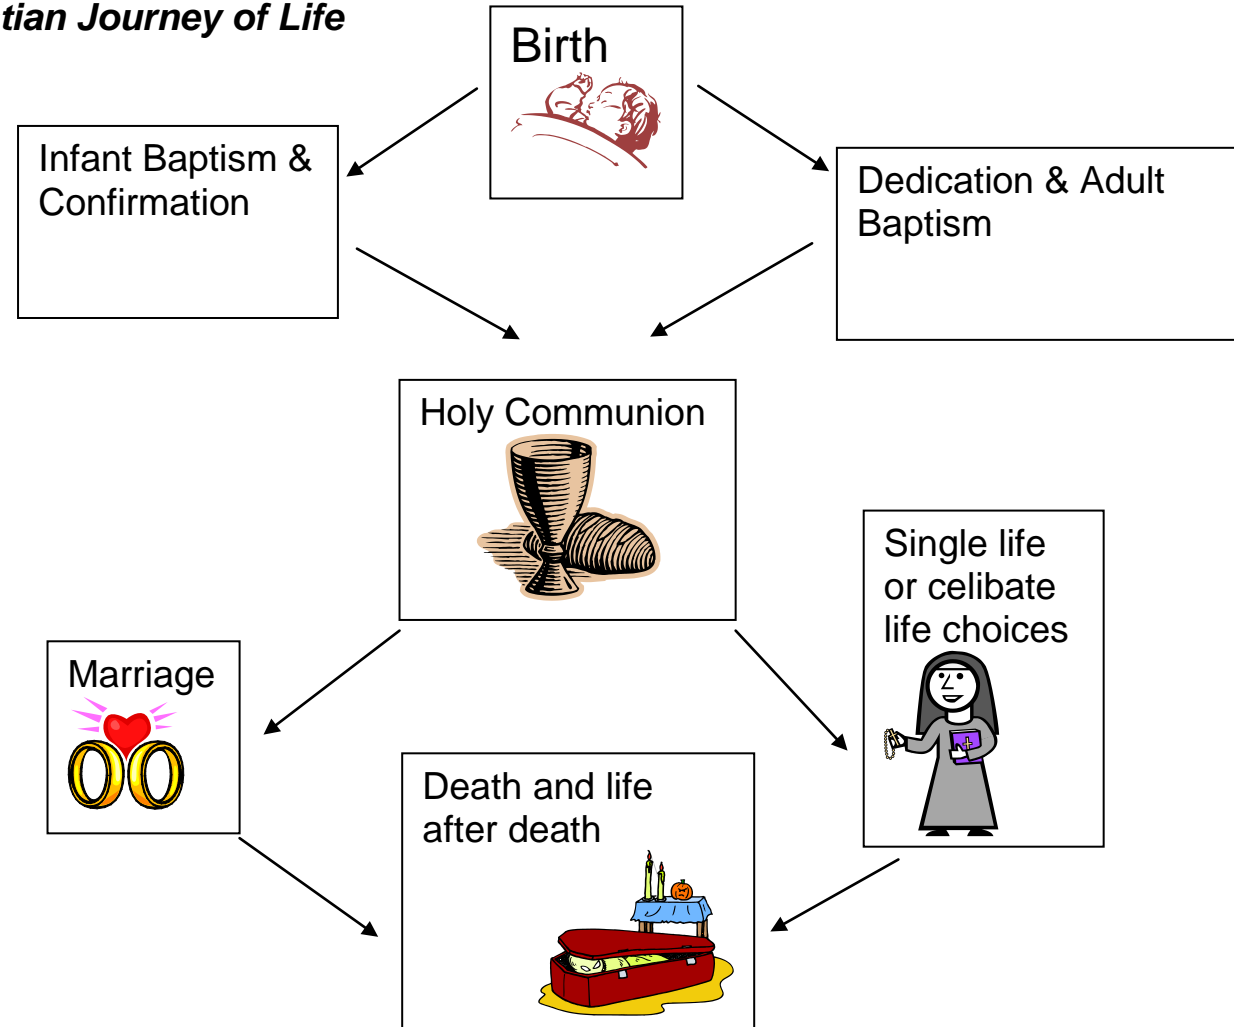 tian Journey of Life
Birth
Infant Baptism &
Confirmation
Dedication & Adult
Baptism
Holy Communion
Single life
or celibate
life choices
Marriage
Death and life
after death